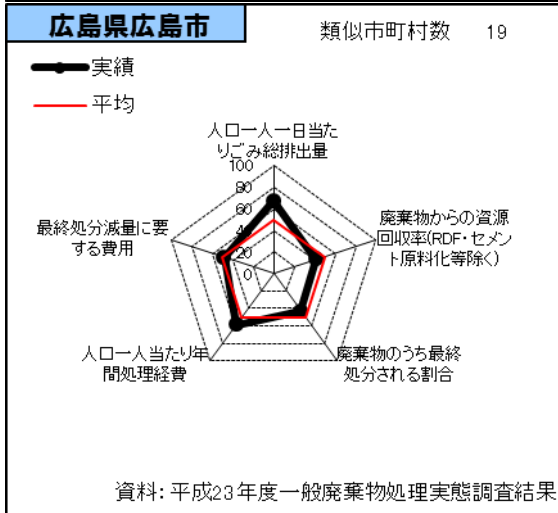 広島県広島市
類似市町村数 19
実績
平均
人口一人一日当た
りごみ総排出量
100
80
60
40
20
0
廃棄物からの資源
回収率(RDF・セメン
ト原料化等除く)
廃棄物のうち最終
処分される割合
人口一人当たり年
間処理経費
最終処分減量に要
する費用
資料:平成23年度一般廃棄物処理実態調査結果